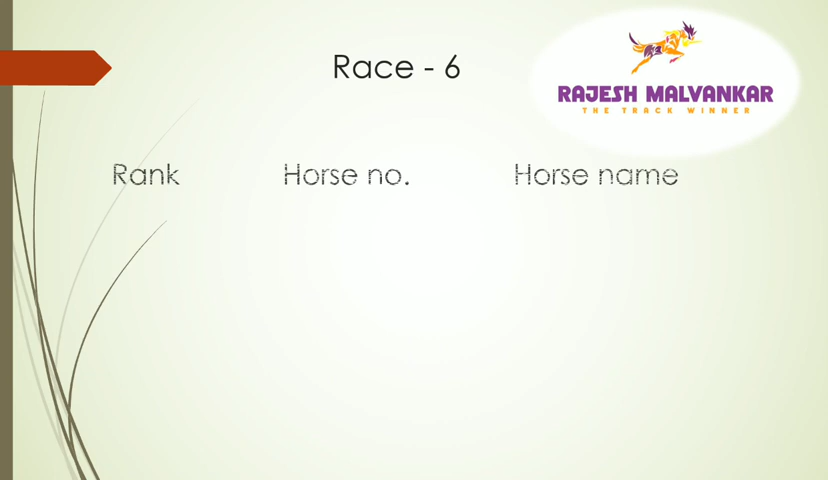 Race - 6
RAJESH MALVANKAR
THE TRACK WINNER
Rank Horse no. Horse name